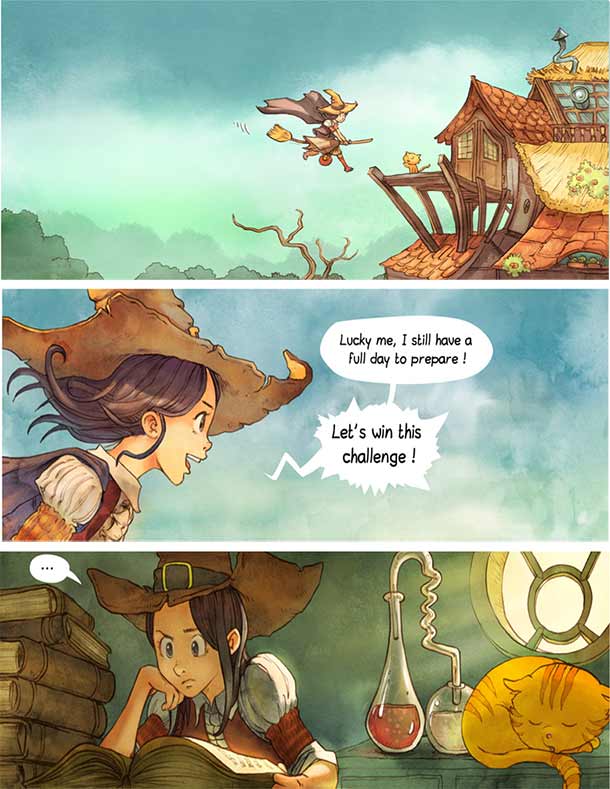 Lucky me, I still have a
full day to prepare !
Let's win this
challenge !
...